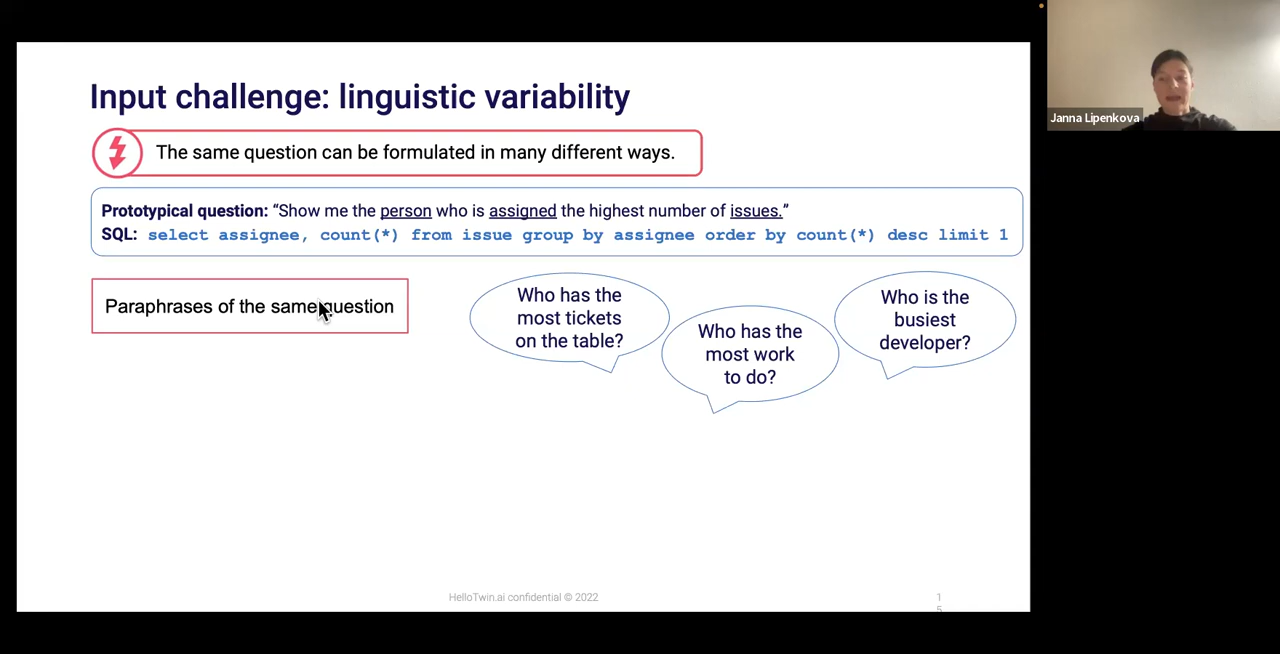 Input challenge: linguistic variability
The same question can be formulated in many different ways.
Prototypical question: “Show me the person who is assigned the highest number of issues.”
SQL: select assignee, count(*) from issue group by assignee order by count(*) desc limit 1
Paraphrases of the same question
Who has the
most tickets
on the table?
Who has the
most work
to do?
Who is the
busiest
developer?
HelloTwin.ai confidential © 2022
1
5
Janna Lipenkova